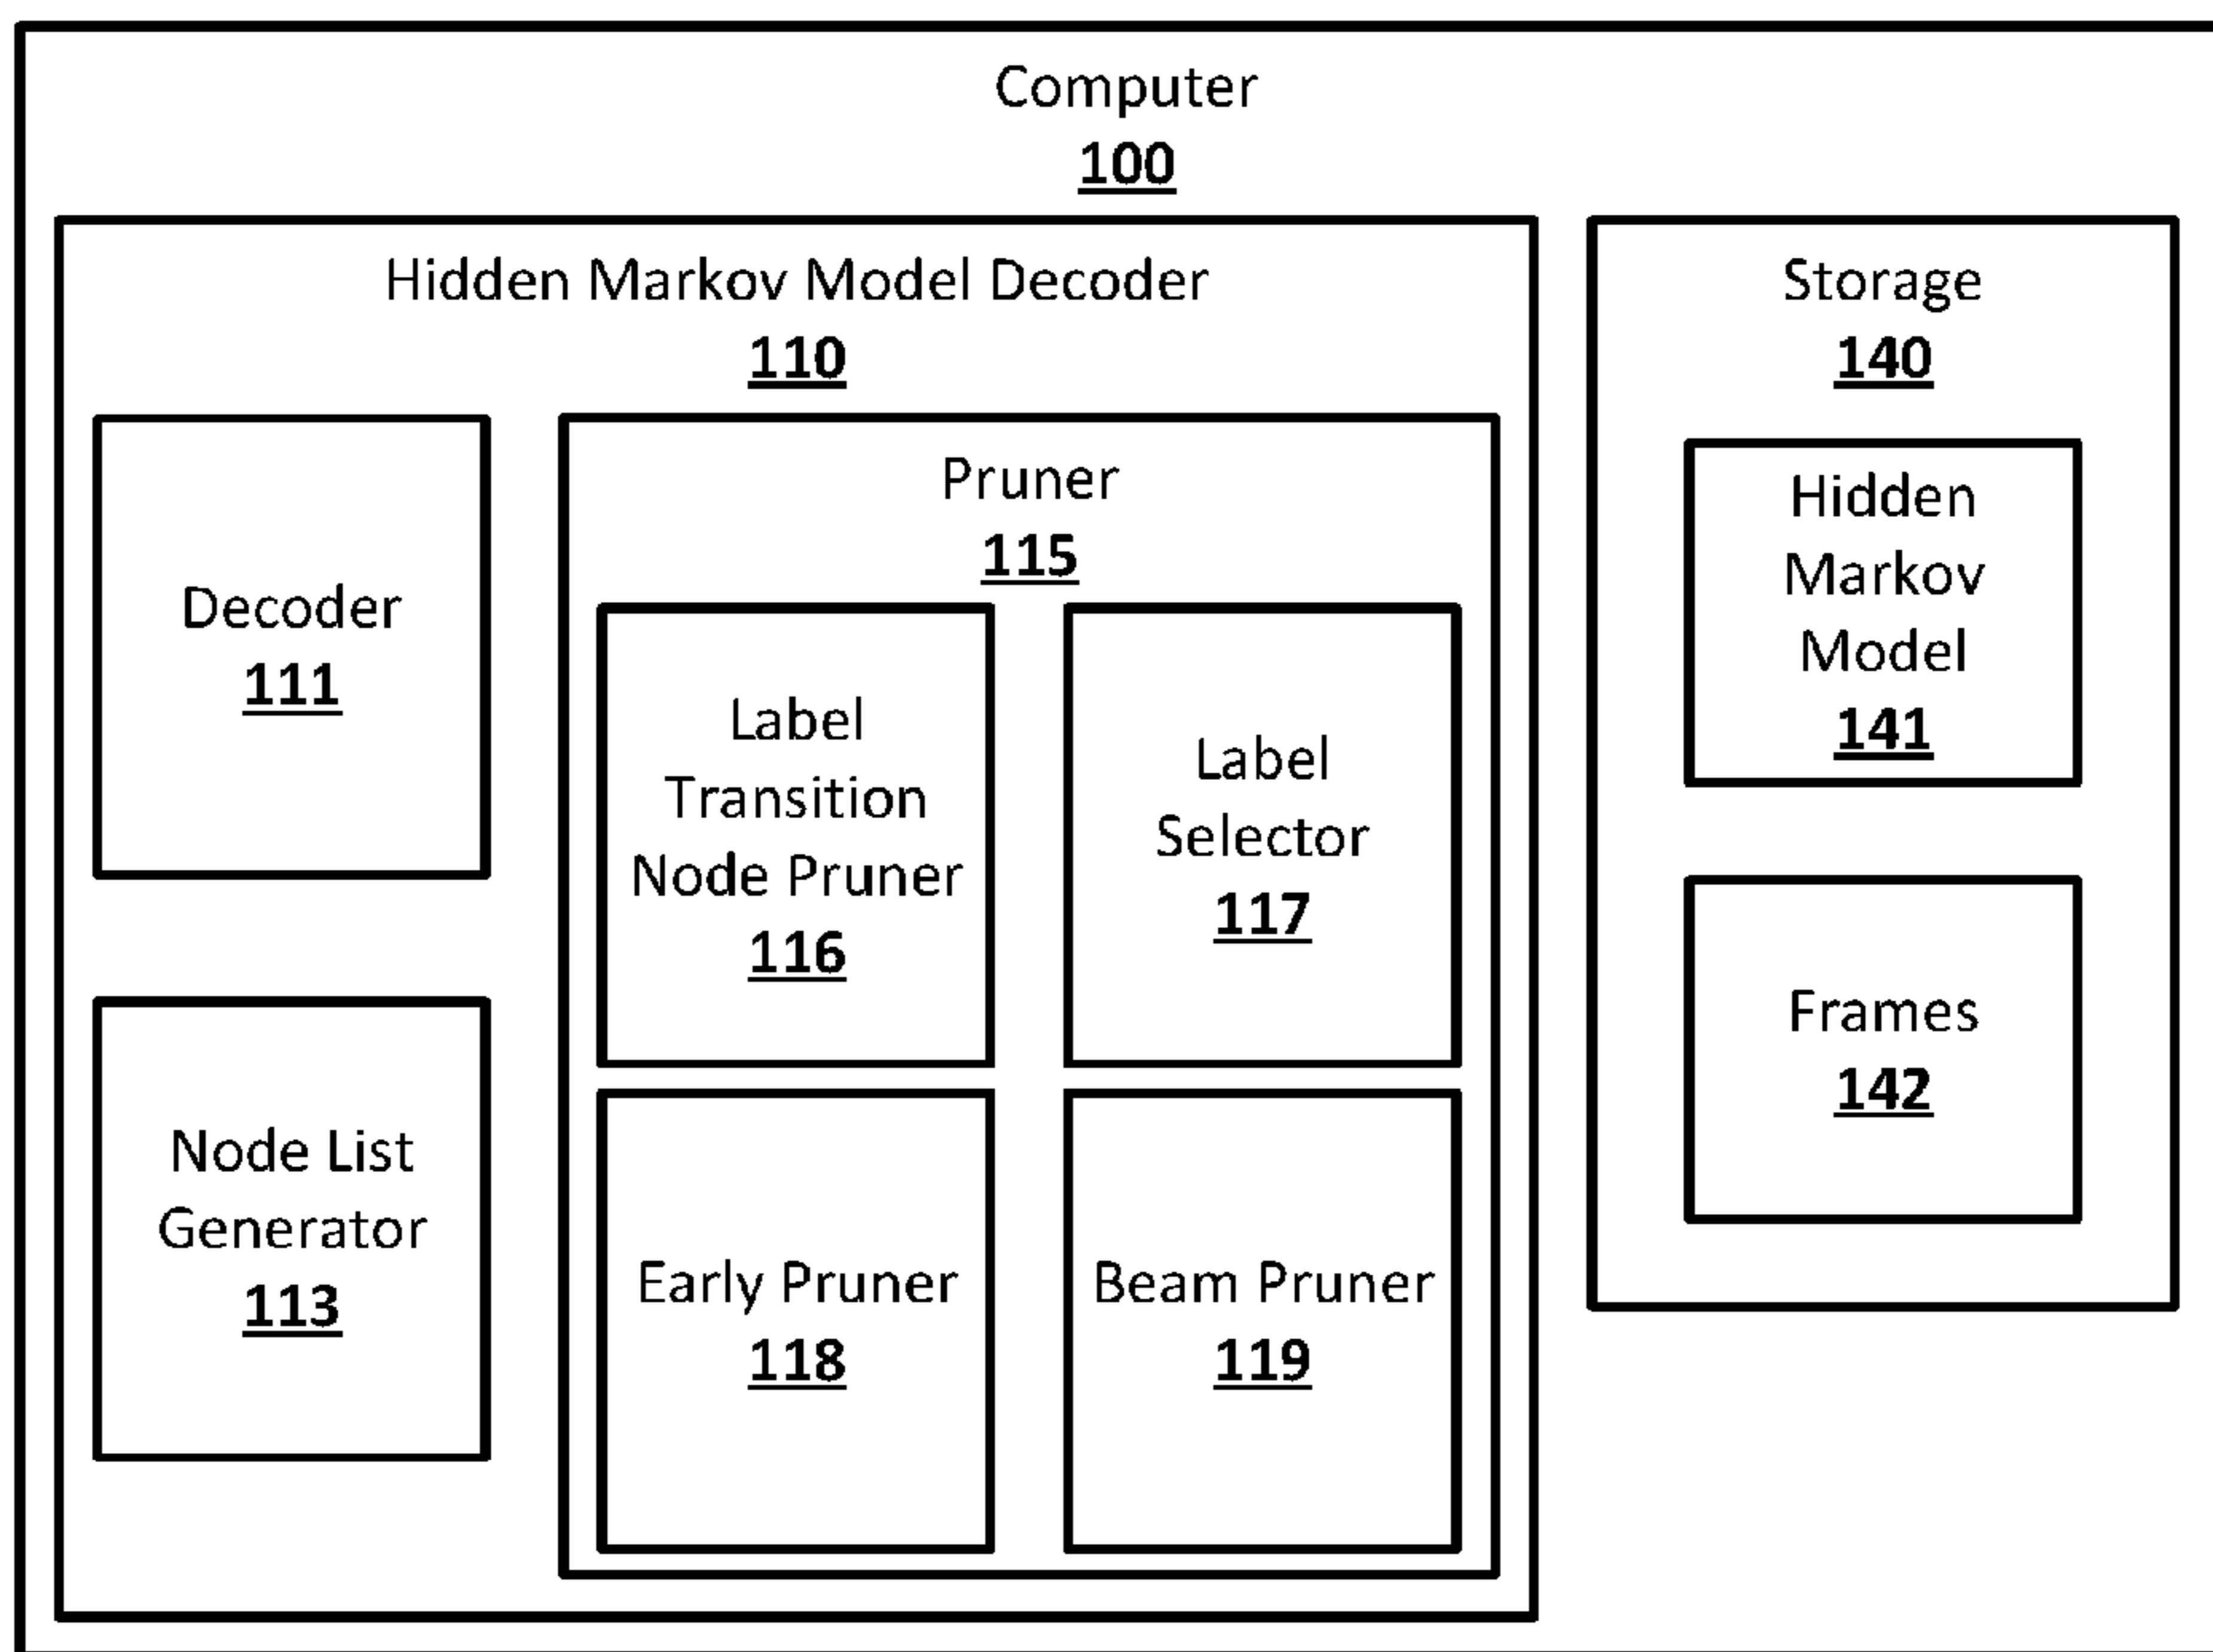 Computer
100
Hidden Markov Model Decoder
110
Decoder
111
Node List
Generator
113
Pruner
115
Label
Transition
Node Pruner
116
Label
Selector
117
Early Pruner
118
Beam Pruner
119
Storage
140
Hidden
Markov
Model
141
Frames
142